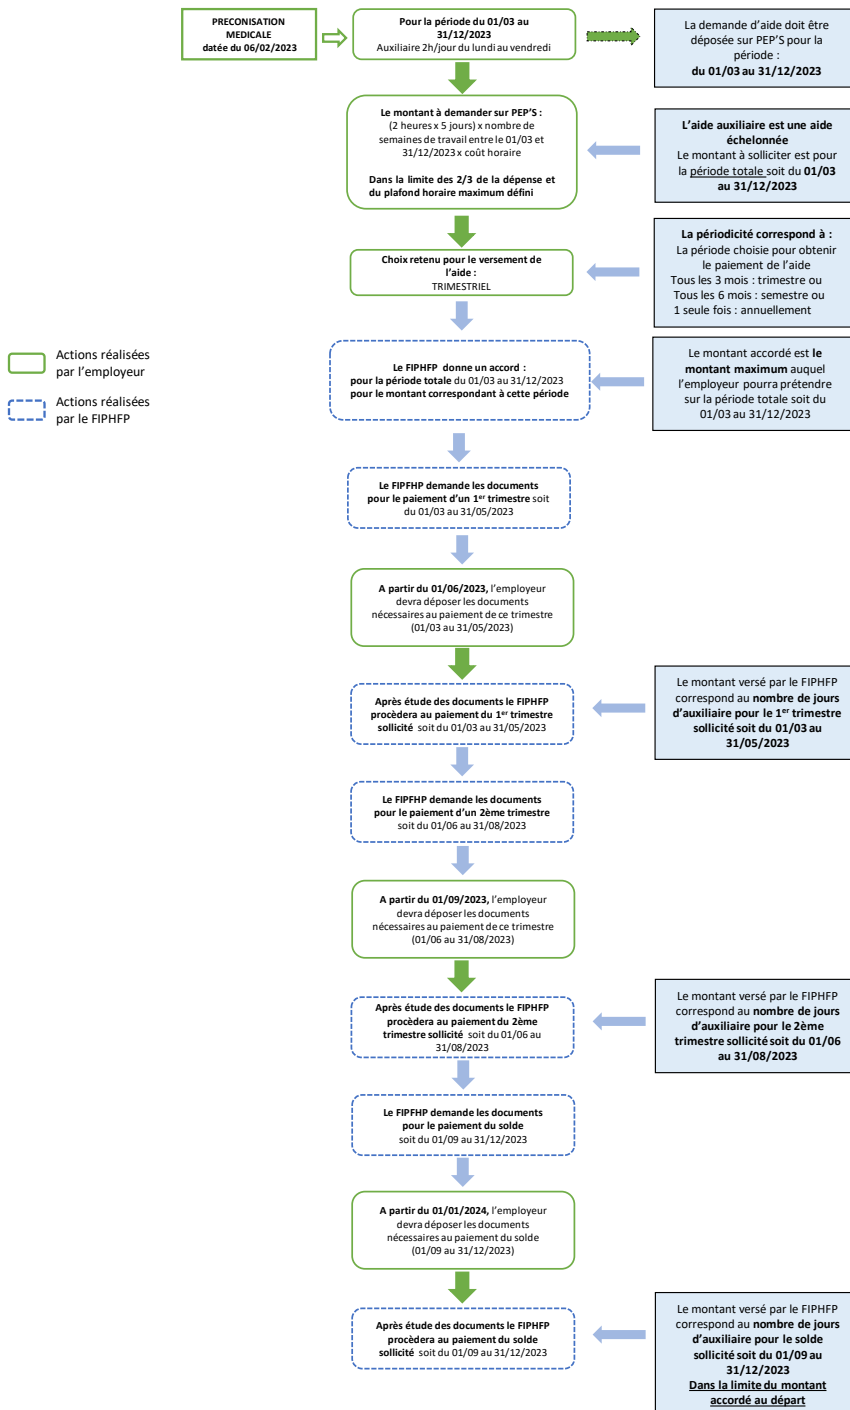 PRECONISATION
MEDICALE
datée du 06/02/2023
Pour la période du 01/03 au
31/12/2023
Auxiliaire 2h/jour du lundi au vendredi
La demande d'aide doit être
déposée sur PEP'S pour la
période :
du 01/03 au 31/12/2023
Le montant à demander sur PEP'S :
(2 heures x 5 jours) x nombre de
semaines de travail entre le 01/03 et
31/12/2023 x coût horaire
Dans la limite des 2/3 de la dépense et
du plafond horaire maximum défini
L'aide auxiliaire est une aide
échelonnée
Le montant à solliciter est pour
la période totale soit du 01/03
au 31/12/2023
Choix retenu pour le versement de
l'aide :
TRIMESTRIEL
La périodicité correspond à :
La période choisie pour obtenir
le paiement de l'aide
Tous les 3 mois : trimestre ou
Tous les 6 mois : semestre ou
1 seule fois : annuellement
Actions réalisées
par l'employeur
Actions réalisées
par le FIPHFP
Le FIPHFP donne un accord :
pour la période totale du 01/03 au 31/12/2023
pour le montant correspondant à cette période
Le montant accordé est le
montant maximum auquel
l'employeur pourra prétendre
sur la période totale soit du
01/03 au 31/12/2023
Le FIPFHP demande les documents
pour le paiement d'un 1er trimestre soit
du 01/03 au 31/05/2023
A partir du 01/06/2023, l'employeur
devra déposer les documents
nécessaires au paiement de ce trimestre
(01/03 au 31/05/2023)
Après étude des documents le FIPHFP
procèdera au paiement du 1er trimestre
sollicité soit du 01/03 au 31/05/2023
Le montant versé par le FIPHFP
correspond au nombre de jours
d'auxiliaire pour le 1er trimestre
sollicité soit du 01/03 au
31/05/2023
Le FIPFHP demande les documents
pour le paiement d'un 2ème trimestre
soit du 01/06 au 31/08/2023
A partir du 01/09/2023, l'employeur
devra déposer les documents
nécessaires au paiement de ce trimestre
(01/06 au 31/08/2023)
Après étude des documents le FIPHFP
procèdera au paiement du 2ème
trimestre sollicité soit du 01/06 au
31/08/2023
Le montant versé par le FIPHFP
correspond au nombre de jours
d'auxiliaire pour le 2ème
trimestre sollicité soit du 01/06
au 31/08/2023
Le FIPFHP demande les documents
pour le paiement du solde
soit du 01/09 au 31/12/2023
A partir du 01/01/2024, l'employeur
devra déposer les documents
nécessaires au paiement du solde
(01/09 au 31/12/2023)
Après étude des documents le FIPHFP
procèdera au paiement du solde
sollicité soit du 01/09 au 31/12/2023
Le montant versé par le FIPHFP
correspond au nombre de jours
d'auxiliaire pour le solde
sollicité soit du 01/09 au
31/12/2023
Dans la limite du montant
accordé au départ